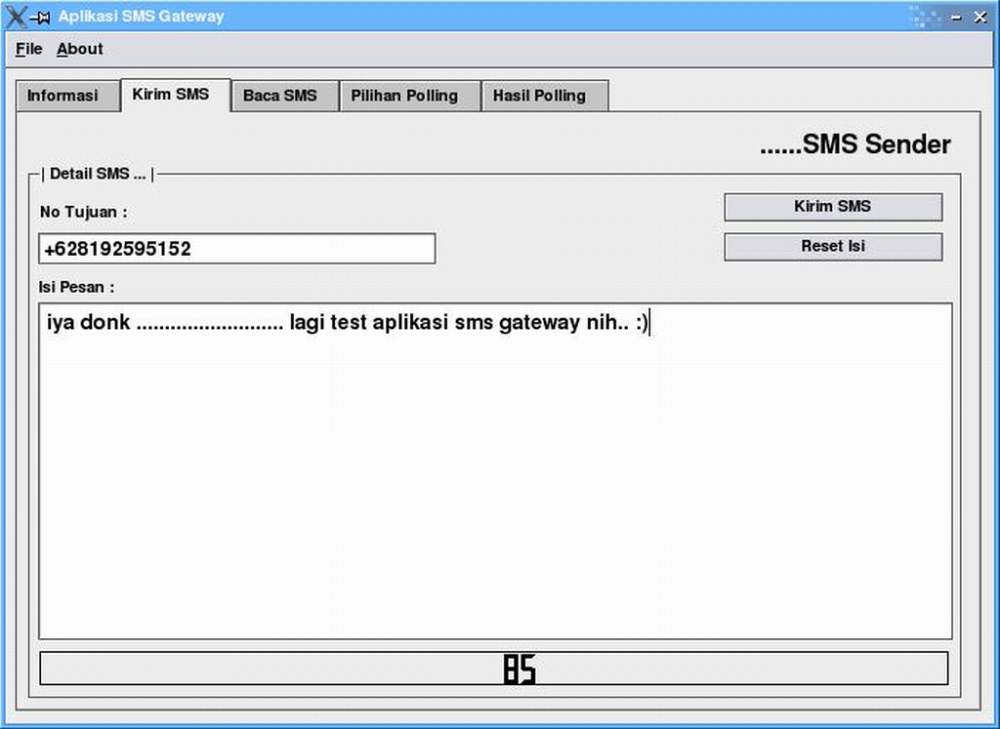 Aplikasi SMS Gateway
File About
Informasi Kirim SMS Baca SMS Pilihan Polling Hasil Polling
......SMS Sender
| Detail SMS ... |
No Tujuan :
Kirim SMS
+628192595152
Reset Isi
Isi Pesan :
iya donk ......................... lagi test aplikasi sms gateway nih.. :)
85